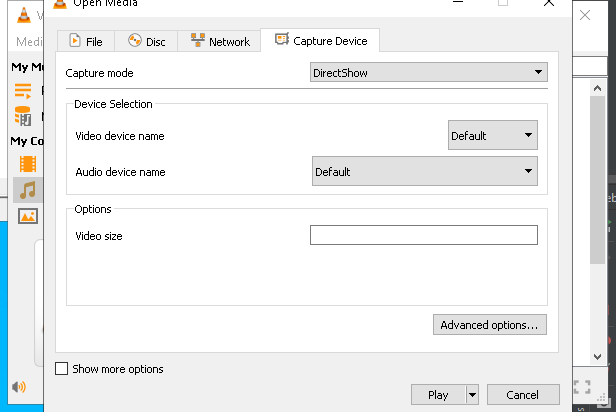 Open Media
V
Medi
File
Disc
Network
Capture Device
My M
My Co
Capture mode
DirectShow
Device Selection
Video device name
Default
Audio device name
Default
Options
Video size
Advanced options...
Show more options
Play
Cancel